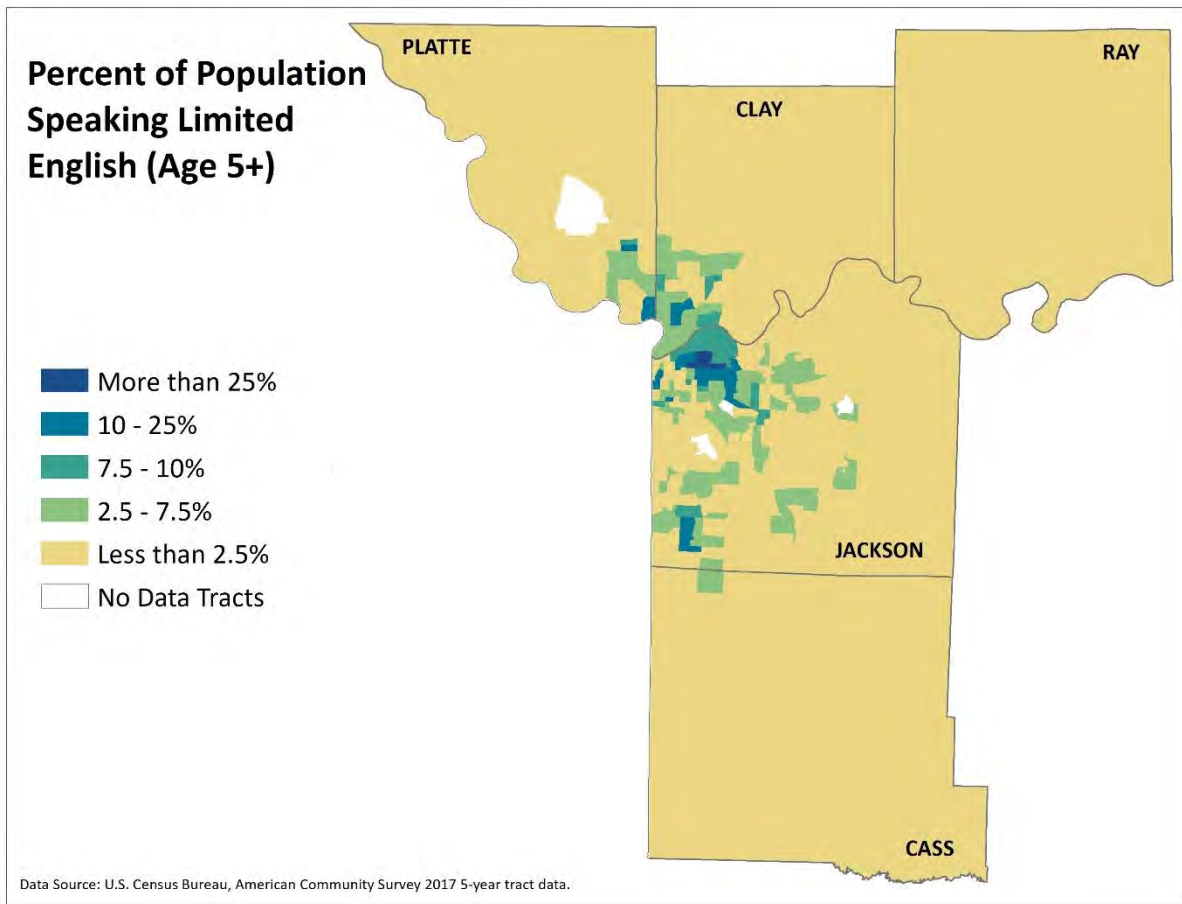 Percent of Population
Speaking Limited
English (Age 5+)
PLATTE
CLAY
RAY
More than 25%
10 - 25%
7.5 - 10%
2.5 - 7.5%
Less than 2.5%
No Data Tracts
JACKSON
CASS
Data Source: U.S. Census Bureau, American Community Survey 2017 5-year tract data.